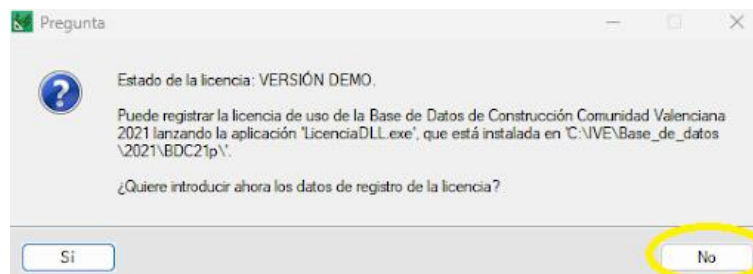 Pregunta
Estado de la licencia: VERSIÓN DEMO.
Puede registrar la licencia de uso de la Base de Datos de Construcción Comunidad Valenciana
2021 lanzando la aplicación 'LicenciaDLL.exe', que está instalada en 'C:\IVE\Base_de_datos
\2021\BDC21p\'.
¿Quiere introducir ahora los datos de registro de la licencia?
Sí
No